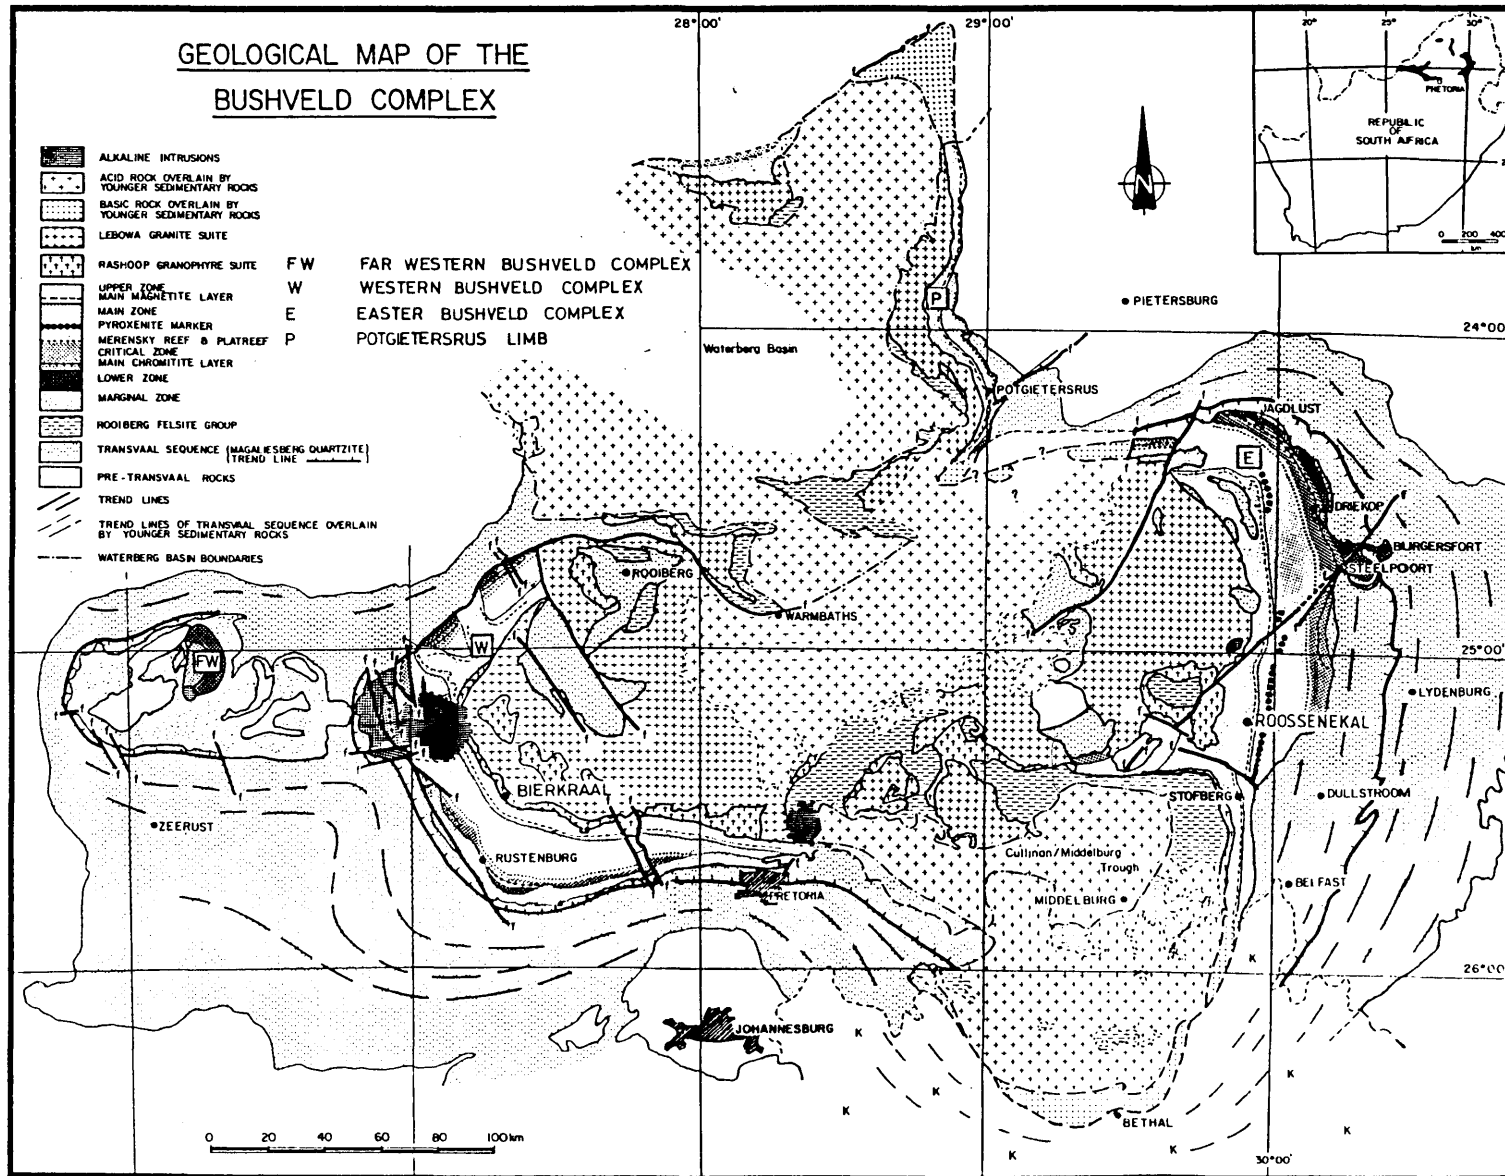 28°00'
29°00'
GEOLOGICAL MAP OF THE
BUSHVELD COMPLEX
ALKALINE INTRUSIONS
ACID ROCK OVERLAIN BY
YOUNGER SEDIMENTARY ROCKS
BASIC ROCK OVERLAIN BY
YOUNGER SEDIMENTARY ROCKS
LEBOWA GRANITE SUITE
RASHOOP GRANOPHYRE SUITE
UPPER ZONE
MAIN MAGNETITE LAYER
MAIN ZONE
PYROXENITE MARKER
MERENSKY REEF & PLATREEF
CRITICAL ZONE
MAIN CHROMITITE LAYER
LOWER ZONE
MARGINAL ZONE
ROOIBERG FELSITE GROUP
TRANSVAAL SEQUENCE (MAGALIESBERG QUARTZITE)
(TREND LINE)
PRE-TRANSVAAL ROCKS
TREND LINES
TREND LINES OF TRANSVAAL SEQUENCE OVERLAIN
BY YOUNGER SEDIMENTARY ROCKS
WATERBERG BASIN BOUNDARIES
FW FAR WESTERN BUSHVELD COMPLEX
W WESTERN BUSHVELD COMPLEX
E EASTER BUSHVELD COMPLEX
P POTGIETERSRUS LIMB
20°
25°
30°
PRETORIA
REPUBLIC
OF
SOUTH AFRICA
0 200 400
km
N
P
PIETERSBURG
24°00'
Waterberg Basin
POTGIETERSRUS
JAGDLUST
E
?
?
?
DRIEKOP
BURGERSFORT
STEELPOORT
ROOIBERG
WARMBATHS
W
FW
25°00'
LYDENBURG
ROOSSENEKAL
BIERKRAAL
STOFBERG
DULLSTROOM
ZEERUST
RUSTENBURG
Cullinan/Middelburg
Trough
BELFAST
PRETORIA
MIDDELBURG
K
26°00'
JOHANNESBURG
K
K
K
K
BETHAL
K
K
K
0 20 40 60 80 100km
30°00'